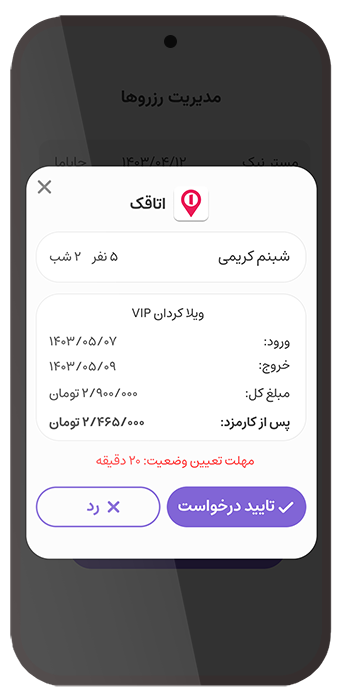 مدیریت رزروها
مستر نیک ۱۴۰۳/۰۴/۱۲ جاباما
اتاقک
شبنم کریمی ۵ نفر ۲ شب
ویلا کردان VIP
ورود: ۱۴۰۳/۰۵/۰۷
خروج: ۱۴۰۳/۰۵/۰۹
مبلغ کل: ۲/۹۰۰/۰۰۰ تومان
پس از کارمزد: ۲/۴۶۵/۰۰۰ تومان
مهلت تعیین وضعیت: ۲۰ دقیقه
تایید درخواست
رد